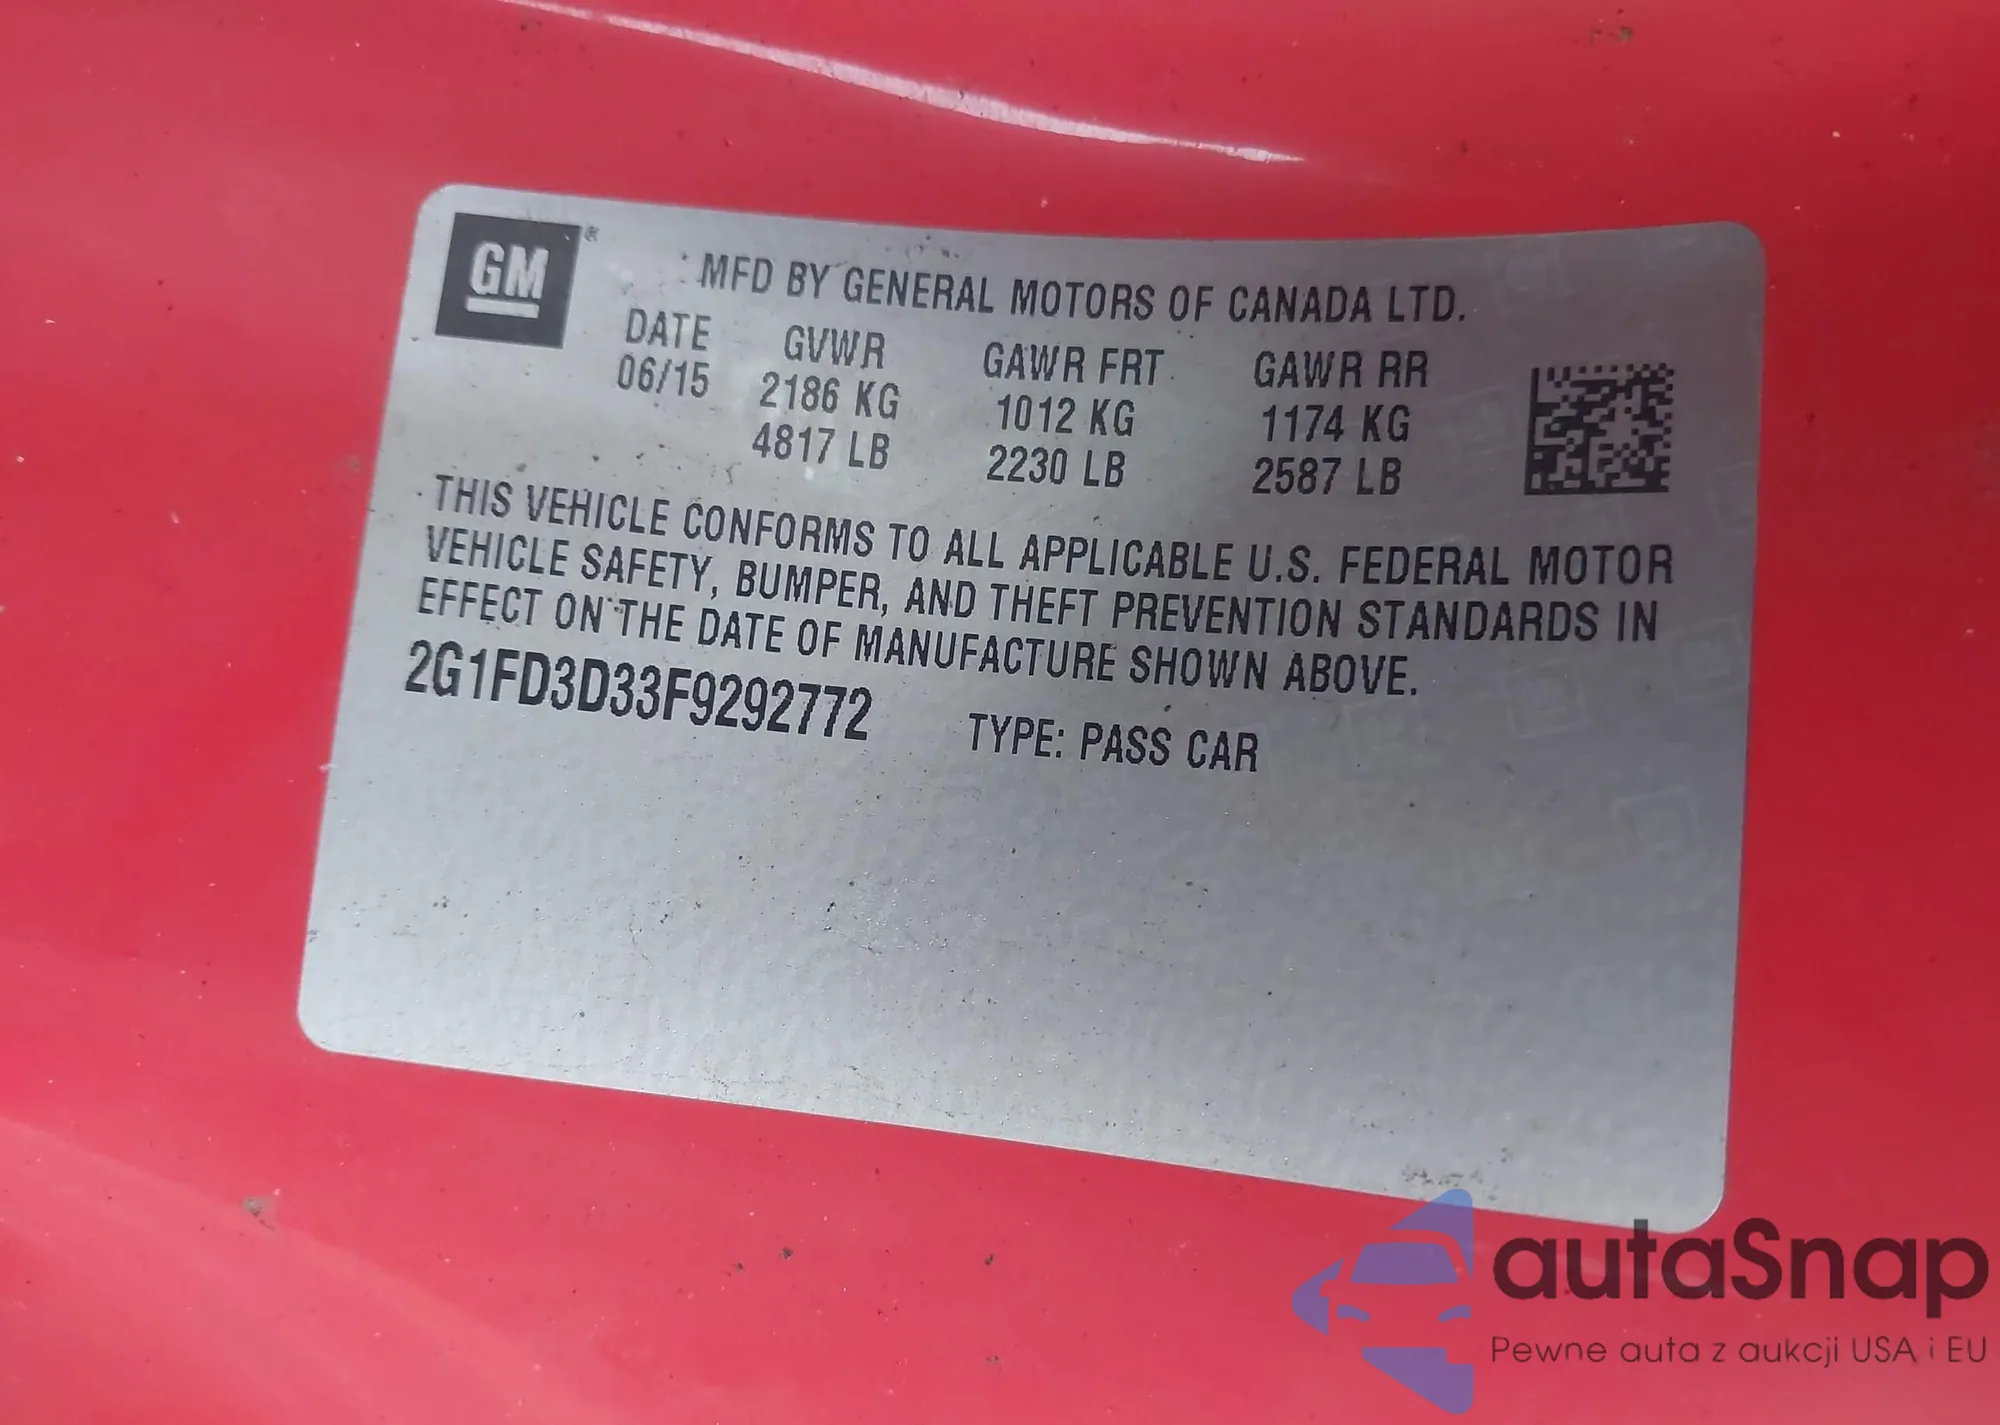 GM ®
MFD BY GENERAL MOTORS OF CANADA LTD.
DATE GVWR GAWR FRT GAWR RR
06/15 2186 KG 1012 KG 1174 KG
4817 LB 2230 LB 2587 LB
THIS VEHICLE CONFORMS TO ALL APPLICABLE U.S. FEDERAL MOTOR
VEHICLE SAFETY, BUMPER, AND THEFT PREVENTION STANDARDS IN
EFFECT ON THE DATE OF MANUFACTURE SHOWN ABOVE.
2G1FD3D33F9292772 TYPE: PASS CAR
autaSnap
Pewne auta z aukcji USA i EU